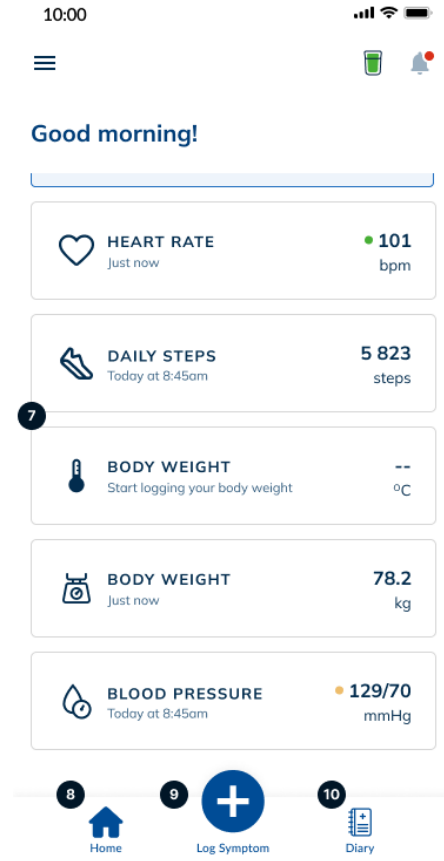 10:00
Good morning!
HEART RATE
Just now
101
bpm
DAILY STEPS
Today at 8:45am
5 823
steps
7
BODY WEIGHT
Start logging your body weight
--
ºC
BODY WEIGHT
Just now
78.2
kg
BLOOD PRESSURE
Today at 8:45am
129/70
mmHg
8
9
10
Home
Log Symptom
Diary